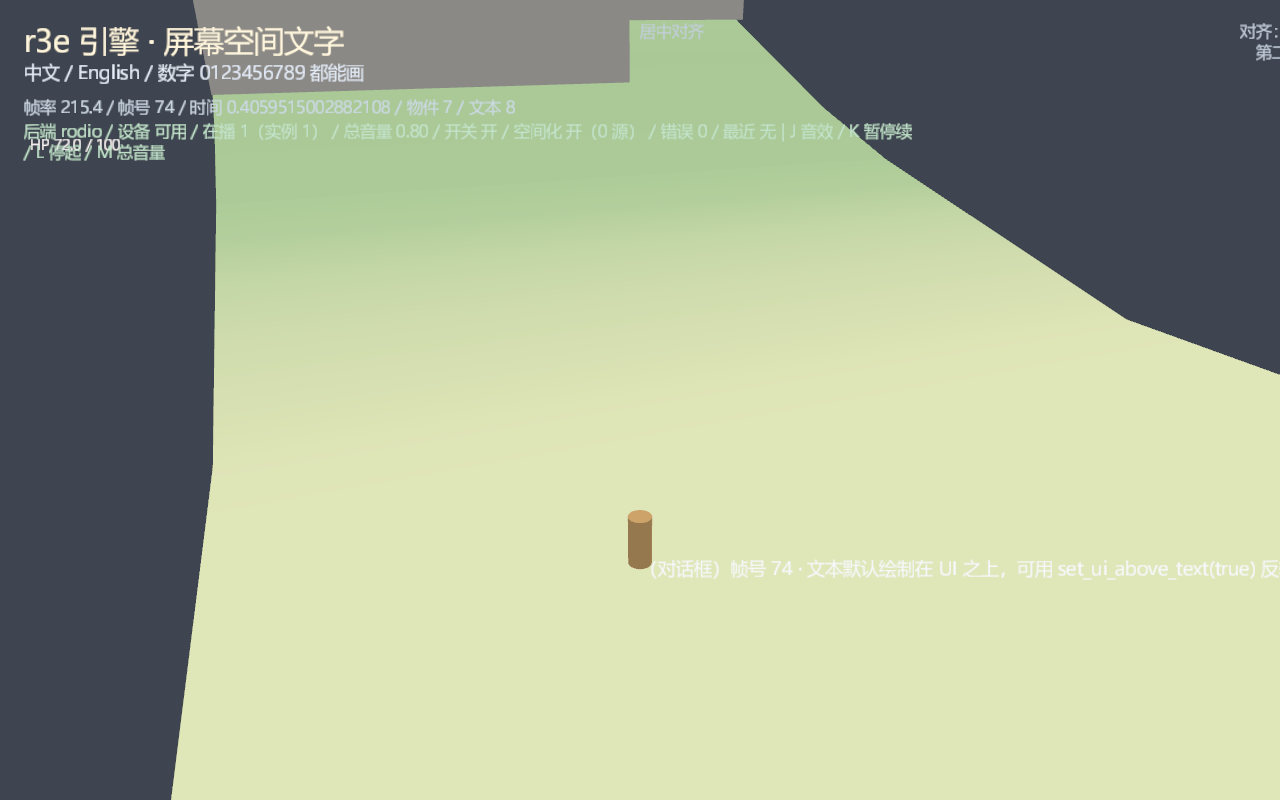 r3e 引擎 · 屏幕空间文字
居中对齐
对齐:
第二
中文 / English / 数字 0123456789 都能画
帧率 215.4 / 帧号 74 / 时间 0.4059515002882108 / 物件 7 / 文本 8
后端 rodio / 设备 可用 / 在播 1（实例 1） / 总音量 0.80 / 开关 开 / 空间化 开（0 源） / 错误 0 / 最近 无 | J 音效 / K 暂停续
/ L 停起 / M 总音量
HP 72.0 / 100
（对话框）帧号 74 · 文本默认绘制在 UI 之上，可用 set_ui_above_text(true) 反